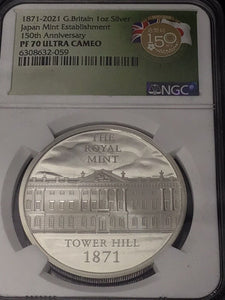 1871-2021 G.Britain 1oz Silver
Japan Mint Establishment
150th Anniversary
PF 70 ULTRA CAMEO
6308632-059
150
NGC
THE
ROYAL
MINT
TOWER HILL
1871